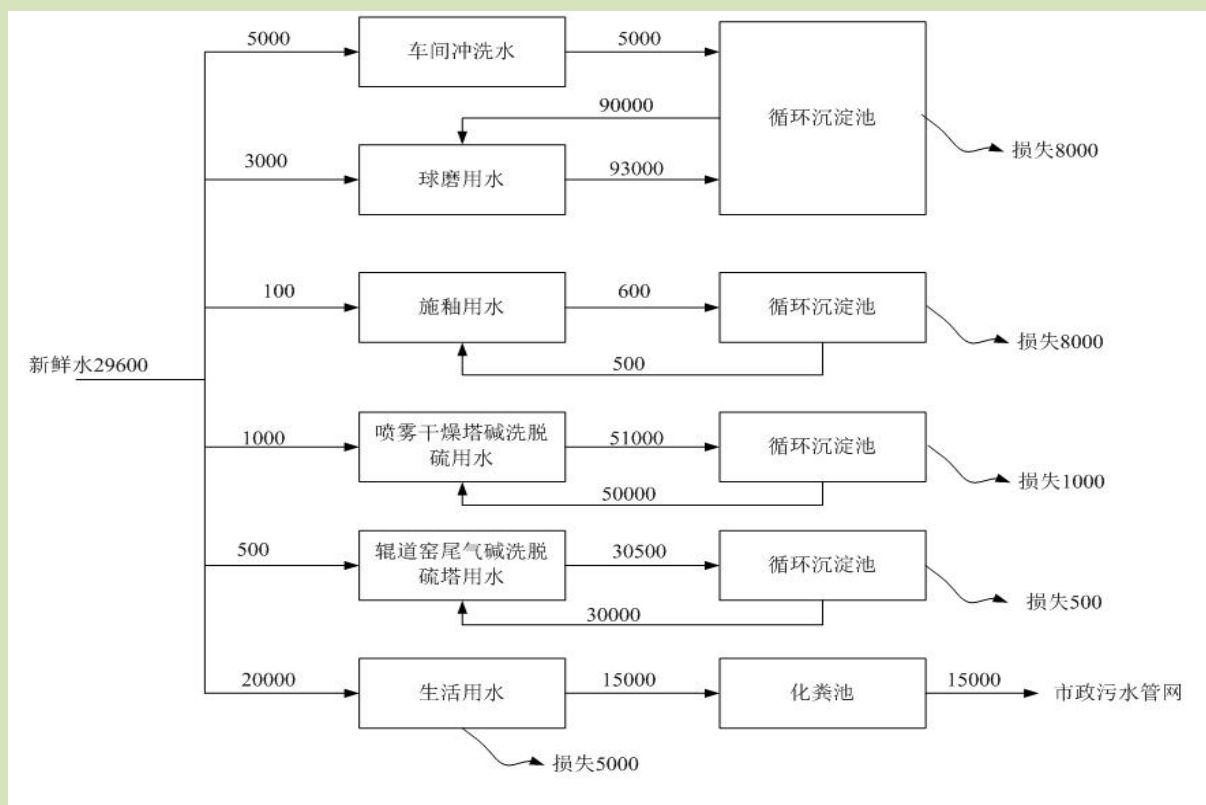 5000
车间冲洗水
5000
循环沉淀池
90000
损失8000
3000
球磨用水
93000
100
施釉用水
600
循环沉淀池
损失8000
500
新鲜水29600
1000
喷雾干燥塔碱洗脱
硫用水
51000
循环沉淀池
50000
损失1000
500
辊道窑尾气碱洗脱
硫塔用水
30500
循环沉淀池
30000
损失500
20000
生活用水
15000
化粪池
15000
市政污水管网
损失5000